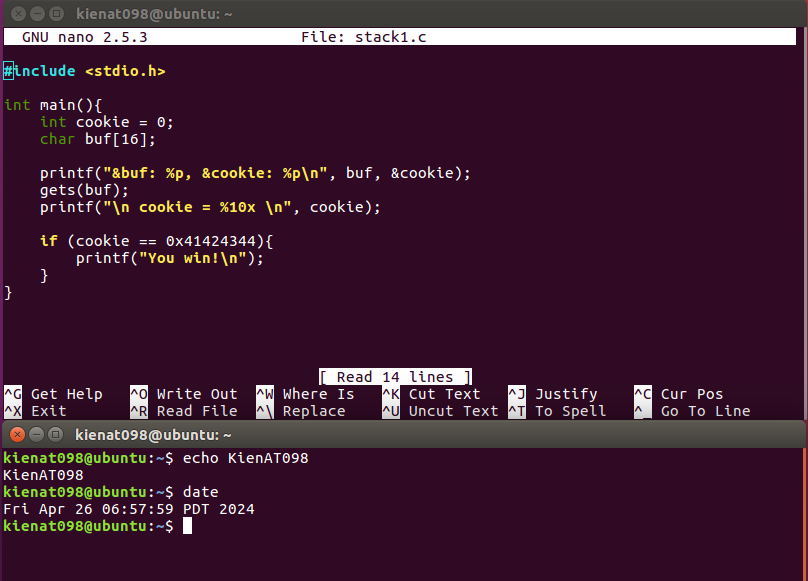 kienat098@ubuntu: ~
GNU nano 2.5.3 File: stack1.c
#include <stdio.h>
int main(){
    int cookie = 0;
    char buf[16];
    printf("&buf: %p, &cookie: %p\n", buf, &cookie);
    gets(buf);
    printf("\n cookie = %10x \n", cookie);
    if (cookie == 0x41424344){
        printf("You win!\n");
    }
}
[ Read 14 lines ]
^G Get Help ^O Write Out ^W Where Is ^K Cut Text ^J Justify ^C Cur Pos
^X Exit ^R Read File ^\ Replace ^U Uncut Text ^T To Spell ^_ Go To Line
kienat098@ubuntu: ~
kienat098@ubuntu:~$ echo KienAT098
KienAT098
kienat098@ubuntu:~$ date
Fri Apr 26 06:57:59 PDT 2024
kienat098@ubuntu:~$